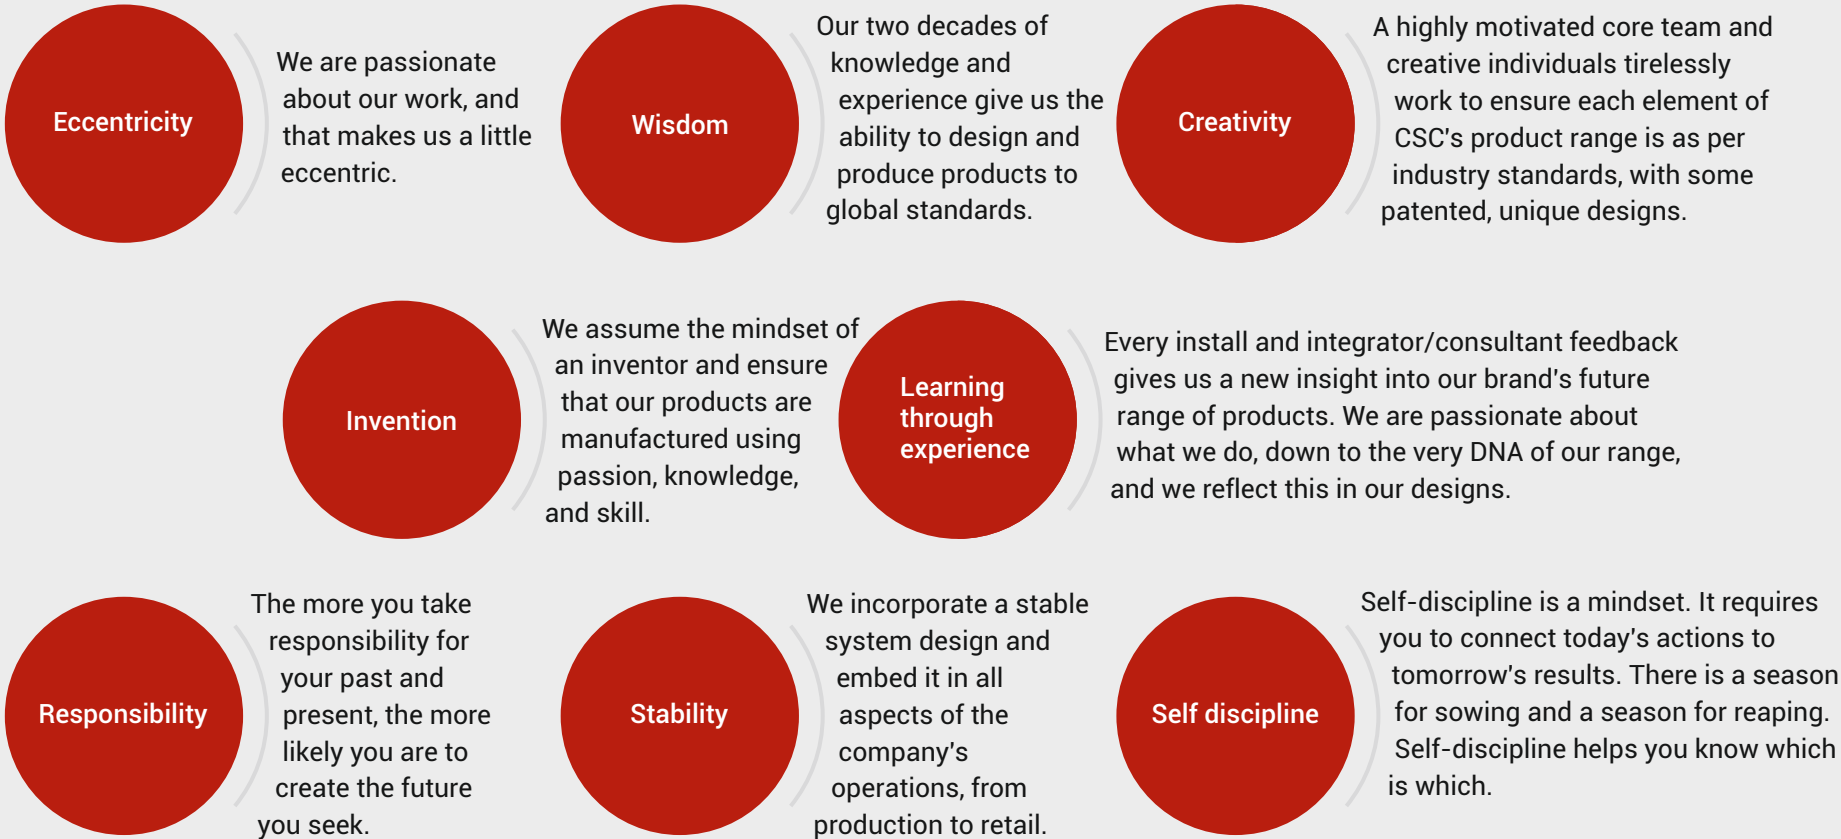 Eccentricity
We are passionate
about our work, and
that makes us a little
eccentric.
Wisdom
Our two decades of
knowledge and
experience give us the
ability to design and
produce products to
global standards.
Creativity
A highly motivated core team and
creative individuals tirelessly
work to ensure each element of
CSC's product range is as per
industry standards, with some
patented, unique designs.
Invention
We assume the mindset of
an inventor and ensure
that our products are
manufactured using
passion, knowledge,
and skill.
Learning
through
experience
Every install and integrator/consultant feedback
gives us a new insight into our brand's future
range of products. We are passionate about
what we do, down to the very DNA of our range,
and we reflect this in our designs.
Responsibility
The more you take
responsibility for
your past and
present, the more
likely you are to
create the future
you seek.
Stability
We incorporate a stable
system design and
embed it in all
aspects of the
company's
operations, from
production to retail.
Self discipline
Self-discipline is a mindset. It requires
you to connect today's actions to
tomorrow's results. There is a season
for sowing and a season for reaping.
Self-discipline helps you know which
is which.